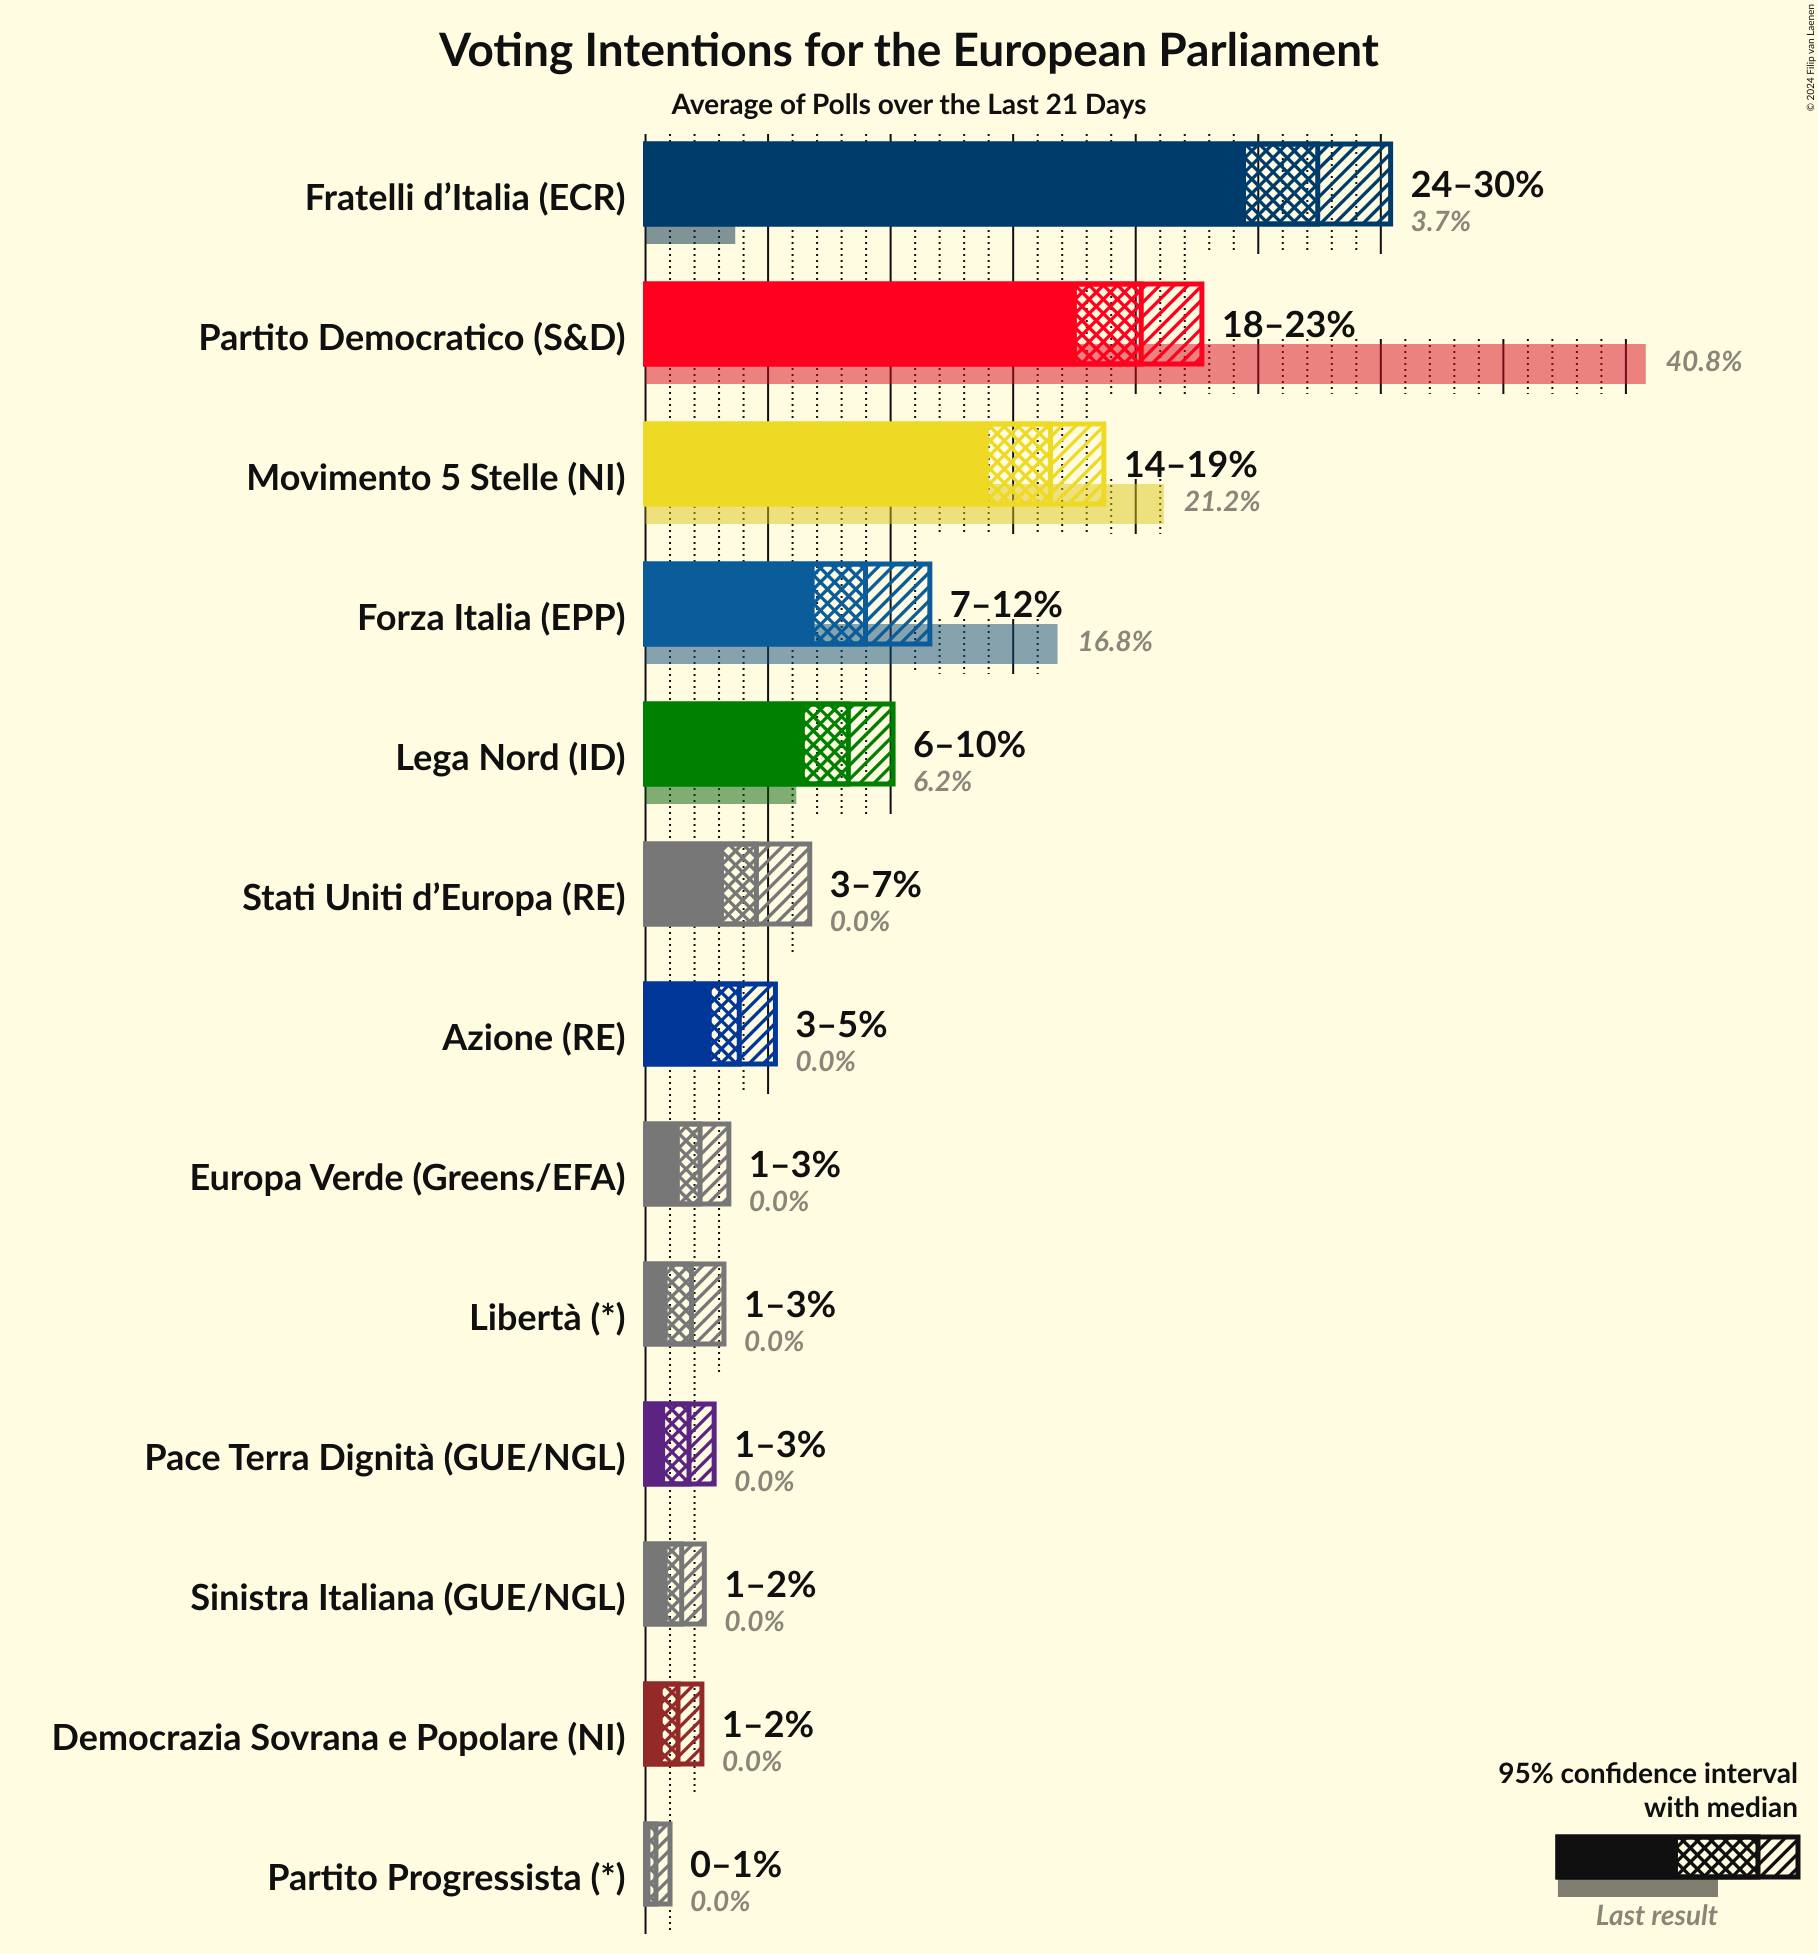 Voting Intentions for the European Parliament
Average of Polls over the Last 21 Days
© 2024 Filip van Laenen
Fratelli d’Italia (ECR)
24–30%
3.7%
Partito Democratico (S&D)
18–23%
40.8%
Movimento 5 Stelle (NI)
14–19%
21.2%
Forza Italia (EPP)
7–12%
16.8%
Lega Nord (ID)
6–10%
6.2%
Stati Uniti d’Europa (RE)
3–7%
0.0%
Azione (RE)
3–5%
0.0%
Europa Verde (Greens/EFA)
1–3%
0.0%
Libertà (*)
1–3%
0.0%
Pace Terra Dignità (GUE/NGL)
1–3%
0.0%
Sinistra Italiana (GUE/NGL)
1–2%
0.0%
Democrazia Sovrana e Popolare (NI)
1–2%
0.0%
Partito Progressista (*)
0–1%
0.0%
95% confidence interval
with median
Last result